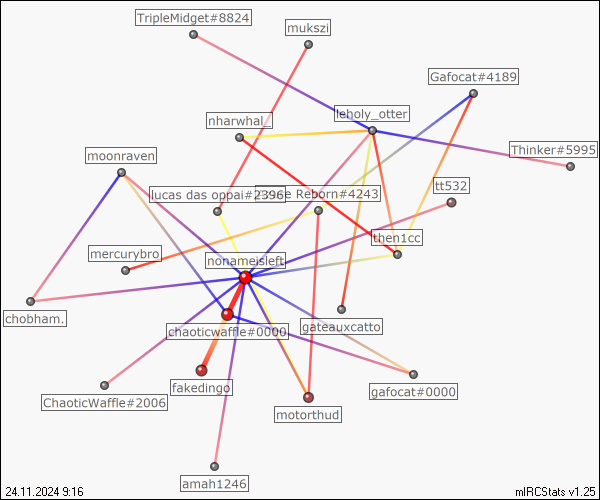 TripleMidget#8824
mukszi
Gafocat#4189
nharwhal_
leholy_otter
moonraven
Thinker#5995
tt532
lucas das oppai#2396
e Reborn#4243
then1cc
mercurybro
nonameisleft
chobham.
chaoticwaffle#0000
gateauxcatto
fakedingo
gafocat#0000
ChaoticWaffle#2006
motorthud
amah1246
24.11.2024 9:16
mIRCStats v1.25